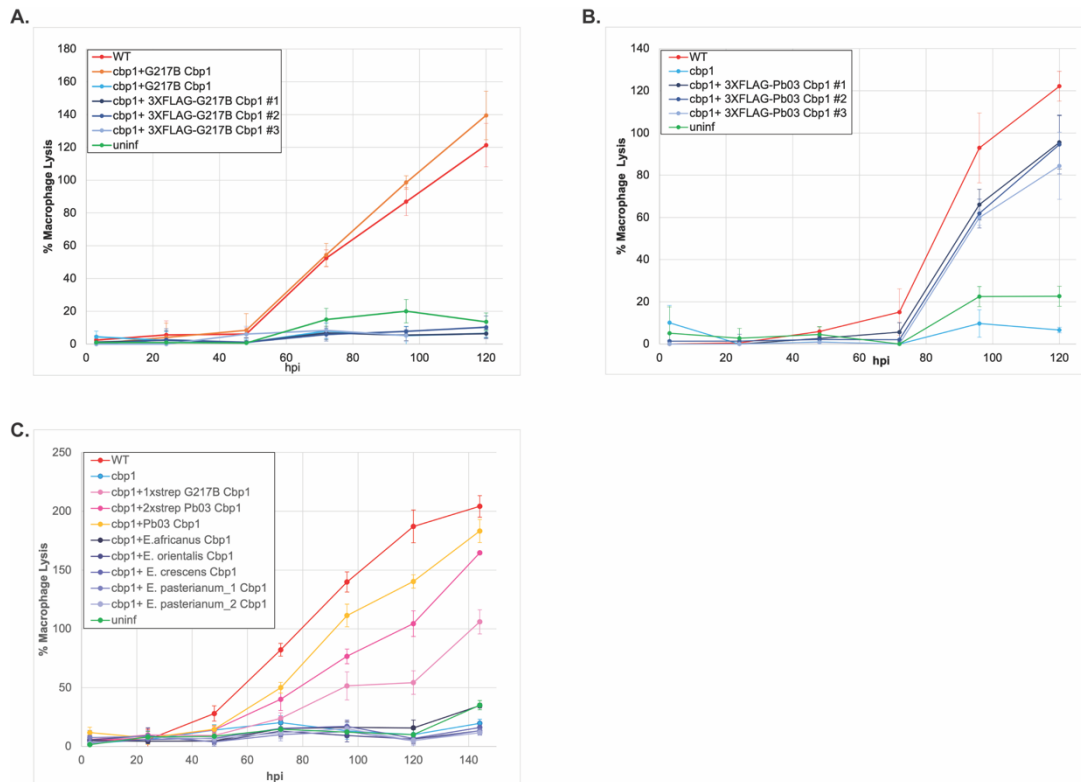 A.
180
160
140
120
100
80
60
40
20
0
% Macrophage Lysis
WT
cbp1+G217B Cbp1
cbp1+G217B Cbp1
cbp1+ 3XFLAG-G217B Cbp1 #1
cbp1+ 3XFLAG-G217B Cbp1 #2
cbp1+ 3XFLAG-G217B Cbp1 #3
uninf
0 20 40 60 80 100 120
hpi
B.
140
120
100
80
60
40
20
0
% Macrophage Lysis
WT
cbp1
cbp1+ 3XFLAG-Pb03 Cbp1 #1
cbp1+ 3XFLAG-Pb03 Cbp1 #2
cbp1+ 3XFLAG-Pb03 Cbp1 #3
uninf
0 20 40 60 80 100 120
hpi
C.
250
200
150
100
50
0
% Macrophage Lysis
WT
cbp1
cbp1+1xstrep G217B Cbp1
cbp1+2xstrep Pb03 Cbp1
cbp1+Pb03 Cbp1
cbp1+E.africanus Cbp1
cbp1+E. orientalis Cbp1
cbp1+ E. crescens Cbp1
cbp1+ E. pasterianum_1 Cbp1
cbp1+ E. pasterianum_2 Cbp1
uninf
0 20 40 60 80 100 120 140
hpi